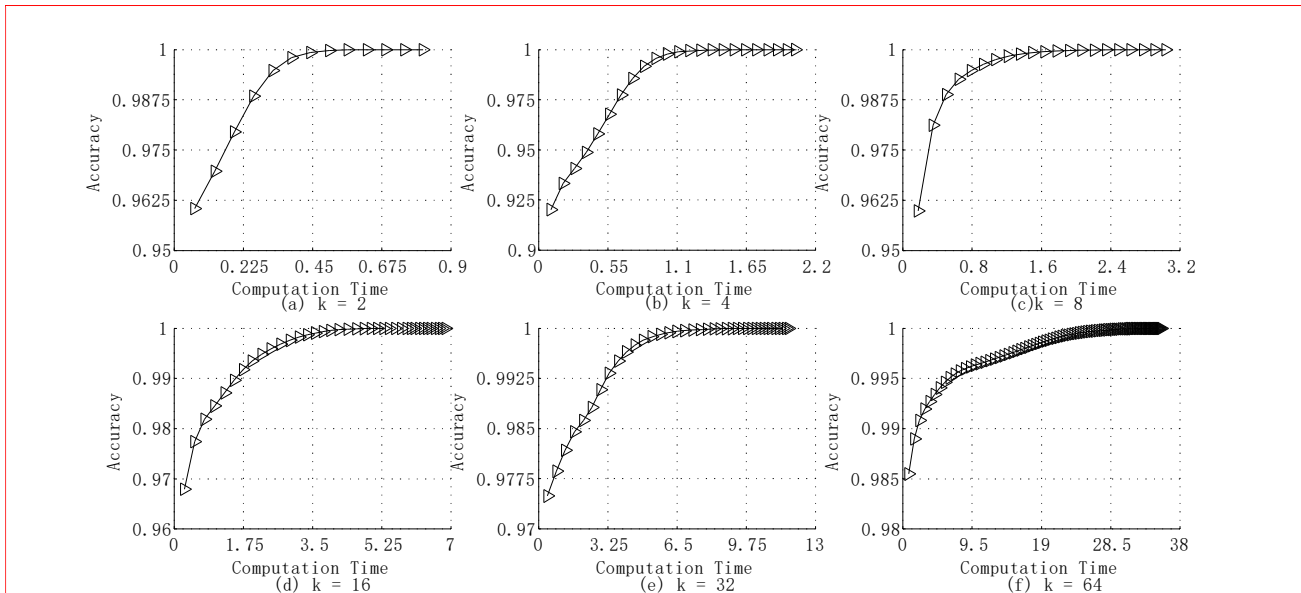 Accuracy
1
0.9875
0.975
0.9625
0.95
0 0.225 0.45 0.675 0.9
Computation Time
(a) k = 2
Accuracy
1
0.975
0.95
0.925
0.9
0 0.55 1.1 1.65 2.2
Computation Time
(b) k = 4
Accuracy
1
0.9875
0.975
0.9625
0.95
0 0.8 1.6 2.4 3.2
Computation Time
(c)k = 8
Accuracy
1
0.99
0.98
0.97
0.96
0 1.75 3.5 5.25 7
Computation Time
(d) k = 16
Accuracy
1
0.9925
0.985
0.9775
0.97
0 3.25 6.5 9.75 13
Computation Time
(e) k = 32
Accuracy
1
0.995
0.99
0.985
0.98
0 9.5 19 28.5 38
Computation Time
(f) k = 64